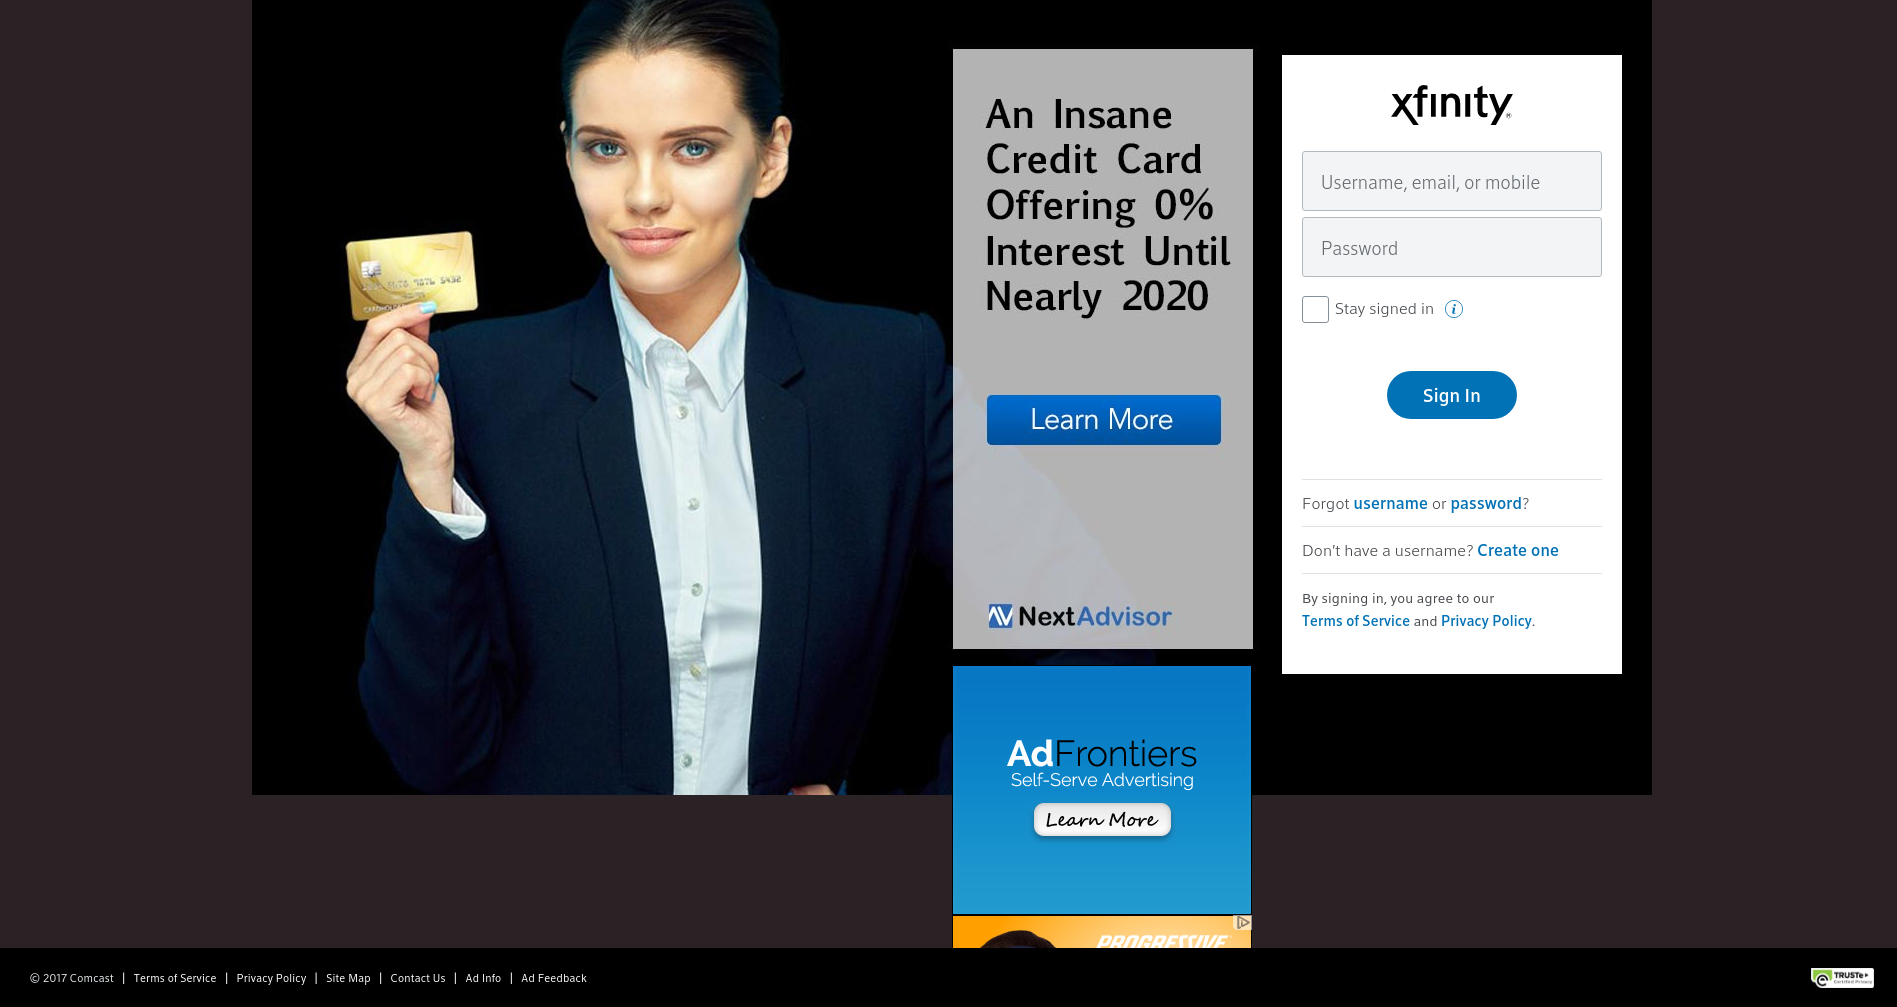 An Insane
Credit Card
Offering 0%
Interest Until
Nearly 2020
Learn More
NextAdvisor
AdFrontiers
Self-Serve Advertising
Learn More
PROGRESSIVE
xfinity
Username, email, or mobile
Password
Stay signed in
Sign In
Forgot username or password?
Don't have a username? Create one
By signing in, you agree to our
Terms of Service and Privacy Policy.
© 2017 Comcast | Terms of Service | Privacy Policy | Site Map | Contact Us | Ad Info | Ad Feedback
TRUSTe
Certified Privacy